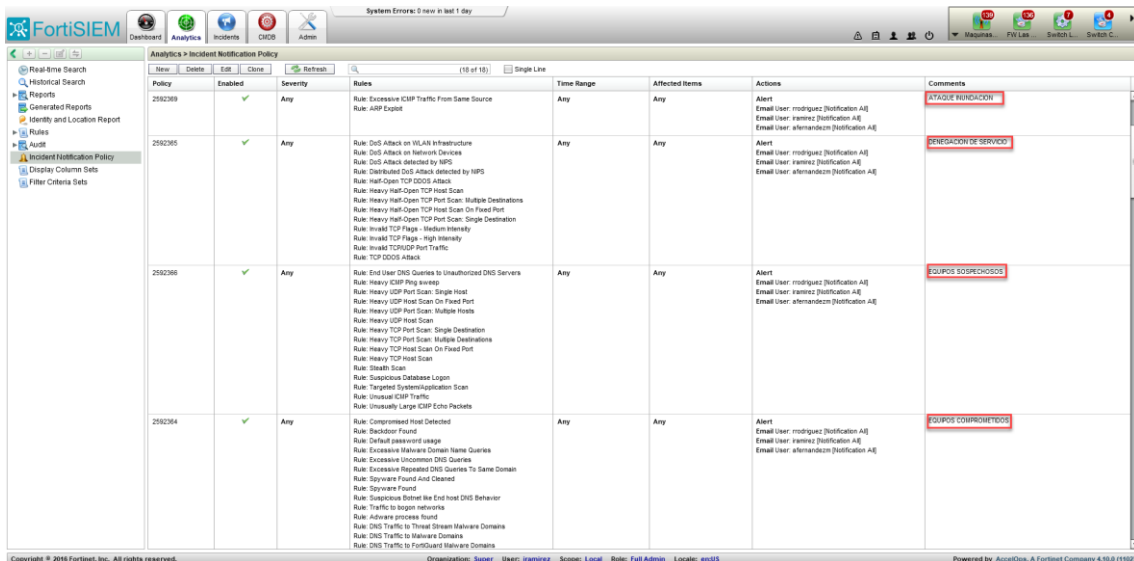 System Errors: 0 new in last 1 day
FortiSIEM
Dashboard Analytics Incidents CMDB Admin
139 136 7 4
Maquinas... FW Las ... Switch L... Switch C...
Real-time Search
Historical Search
Reports
Generated Reports
Identity and Location Report
Rules
Audit
Incident Notification Policy
Display Column Sets
Filter Criteria Sets
Analytics > Incident Notification Policy
New Delete Edit Clone Refresh (18 of 18) Single Line
Policy Enabled Severity Rules Time Range Affected Items Actions Comments
2592369 Any Rule: Excessive ICMP Traffic From Same Source Any Any Alert ATAQUE INUNDACION
Rule: ARP Exploit Email User: rrodriguez [Notification All]
Email User: iramirez [Notification All]
Email User: afernandezm [Notification All]
2592365 Any Rule: DoS Attack on WLAN Infrastructure Any Any Alert DENEGACION DE SERVICIO
Rule: DoS Attack on Network Devices Email User: rrodriguez [Notification All]
Rule: DoS Attack detected by NIPS Email User: iramirez [Notification All]
Rule: Distributed DoS Attack detected by NIPS Email User: afernandezm [Notification All]
Rule: Half-Open TCP DDOS Attack
Rule: Heavy Half-Open TCP Host Scan
Rule: Heavy Half-Open TCP Port Scan: Multiple Destinations
Rule: Heavy Half-Open TCP Host Scan On Fixed Port
Rule: Heavy Half-Open TCP Port Scan: Single Destination
Rule: Invalid TCP Flags - Medium Intensity
Rule: Invalid TCP Flags - High Intensity
Rule: Invalid TCP/UDP Port Traffic
Rule: TCP DDOS Attack
2592366 Any Rule: End User DNS Queries to Unauthorized DNS Servers Any Any Alert EQUIPOS SOSPECHOSOS
Rule: Heavy ICMP Ping sweep Email User: rrodriguez [Notification All]
Rule: Heavy UDP Port Scan: Single Host Email User: iramirez [Notification All]
Rule: Heavy UDP Host Scan On Fixed Port Email User: afernandezm [Notification All]
Rule: Heavy UDP Port Scan: Multiple Hosts
Rule: Heavy UDP Host Scan
Rule: Heavy TCP Port Scan: Single Destination
Rule: Heavy TCP Port Scan: Multiple Destinations
Rule: Heavy TCP Host Scan On Fixed Port
Rule: Heavy TCP Host Scan
Rule: Stealth Scan
Rule: Suspicious Database Logon
Rule: Targeted System/Application Scan
Rule: Unusual ICMP Traffic
Rule: Unusually Large ICMP Echo Packets
2592364 Any Rule: Compromised Host Detected Any Any Alert EQUIPOS COMPROMETIDOS
Rule: Backdoor Found Email User: rrodriguez [Notification All]
Rule: Default password usage Email User: iramirez [Notification All]
Rule: Excessive Malware Domain Name Queries Email User: afernandezm [Notification All]
Rule: Excessive Uncommon DNS Queries
Rule: Excessive Repeated DNS Queries To Same Domain
Rule: Spyware Found And Cleaned
Rule: Spyware Found
Rule: Suspicious Botnet like End host DNS Behavior
Rule: Traffic to bogon networks
Rule: Adware process found
Rule: DNS Traffic to Threat Stream Malware Domains
Rule: DNS Traffic to Malware Domains
Rule: DNS Traffic to FortiGuard Malware Domains
Copyright © 2016 Fortinet, Inc. All rights reserved. Organization: Super User: iramirez Scope: Local Role: Full Admin Locale: enUS Powered by AccelOps, A Fortinet Company 4.10.0 (1102